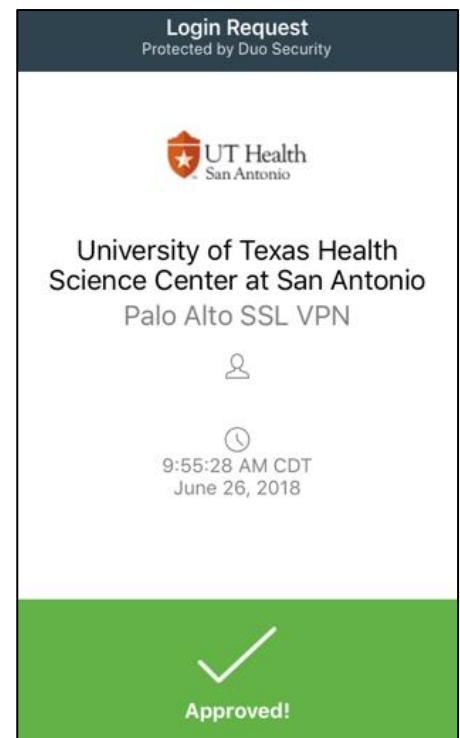 Login Request
Protected by Duo Security
UT Health
San Antonio
University of Texas Health
Science Center at San Antonio
Palo Alto SSL VPN
9:55:28 AM CDT
June 26, 2018
Approved!